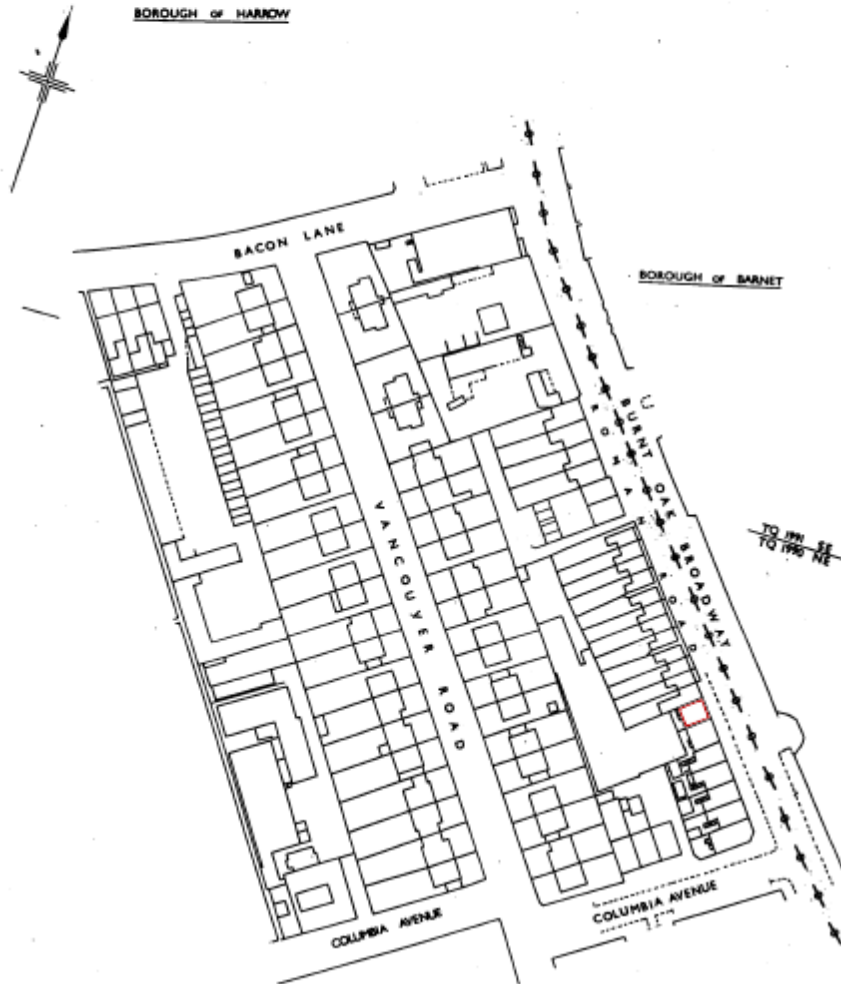 BOROUGH OF HARROW
BACON LANE
BOROUGH OF BARNET
BURNT OAK BROADWAY
ROMAN ROAD
VANCOUVER ROAD
TQ 1991 SE
TQ 1990 NE
COLUMBIA AVENUE
COLUMBIA AVENUE